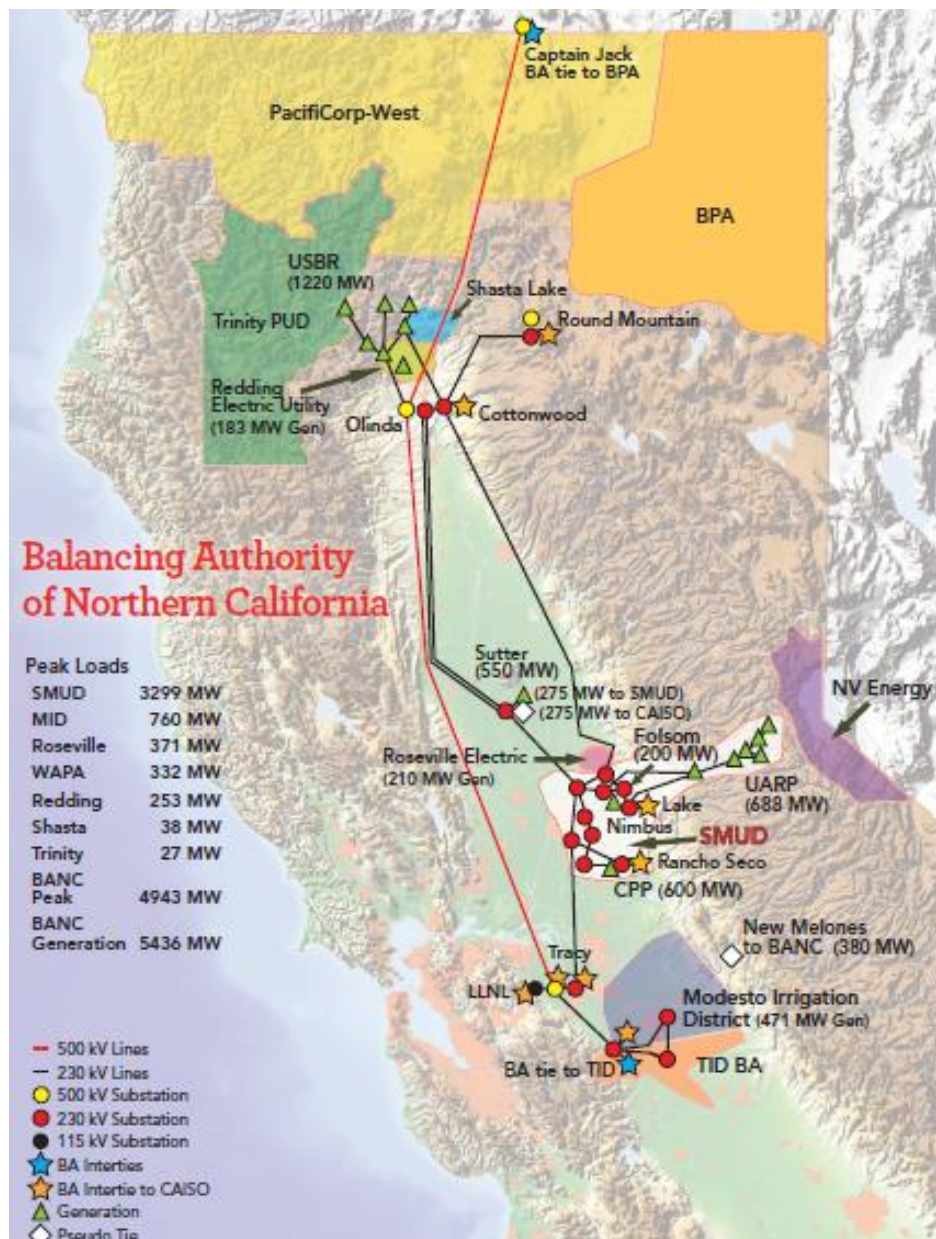 Captain Jack
BA tie to BPA
PacifiCorp-West
BPA
USBR
(1220 MW)
Shasta Lake
Trinity PUD
Round Mountain
Redding
Electric Utility
(183 MW Gen)
Olinda
Cottonwood
Balancing Authority
of Northern California
Peak Loads
SMUD 3299 MW
MID 760 MW
Roseville 371 MW
WAPA 332 MW
Redding 253 MW
Shasta 38 MW
Trinity 27 MW
BANC
Peak 4943 MW
BANC
Generation 5436 MW
Sutter
(550 MW)
(275 MW to SMUD)
(275 MW to CAISO)
NV Energy
Roseville Electric
(210 MW Gen)
Folsom
(200 MW)
UARP
(688 MW)
Lake
Nimbus
SMUD
Rancho Seco
CPP (600 MW)
New Melones
to BANC (380 MW)
Tracy
LLNL
Modesto Irrigation
District (471 MW Gen)
BA tie to TID
TID BA
500 kV Lines
230 kV Lines
500 kV Substation
230 kV Substation
115 kV Substation
BA Interties
BA Intertie to CAISO
Generation
Pseudo Tie